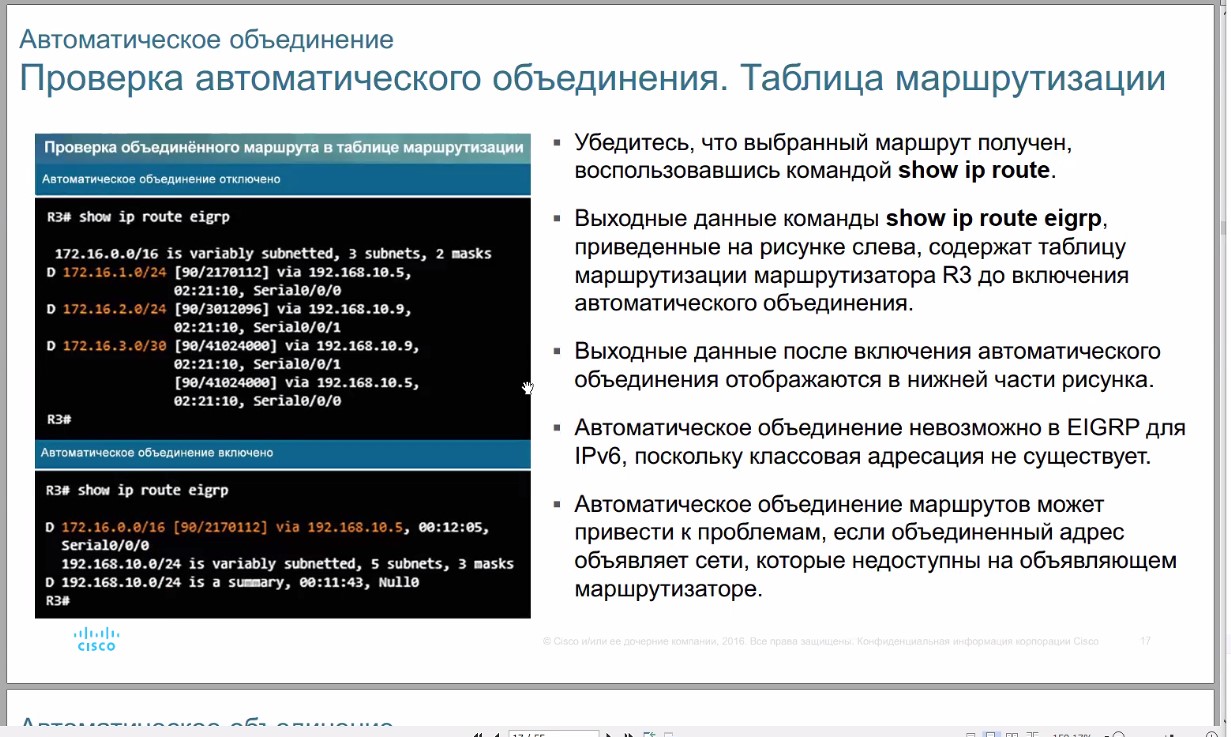 Автоматическое объединение
Проверка автоматического объединения. Таблица маршрутизации
Проверка объединённого маршрута в таблице маршрутизации
Автоматическое объединение отключено
R3# show ip route eigrp
172.16.0.0/16 is variably subnetted, 3 subnets, 2 masks
D 172.16.1.0/24 [90/2170112] via 192.168.10.5,
02:21:10, Serial0/0/0
D 172.16.2.0/24 [90/3012096] via 192.168.10.9,
02:21:10, Serial0/0/1
D 172.16.3.0/30 [90/41024000] via 192.168.10.9,
02:21:10, Serial0/0/1
[90/41024000] via 192.168.10.5,
02:21:10, Serial0/0/0
R3#
Автоматическое объединение включено
R3# show ip route eigrp
D 172.16.0.0/16 [90/2170112] via 192.168.10.5, 00:12:05,
Serial0/0/0
192.168.10.0/24 is variably subnetted, 5 subnets, 3 masks
D 192.168.10.0/24 is a summary, 00:11:43, Null0
R3#
▪ Убедитесь, что выбранный маршрут получен,
воспользовавшись командой show ip route.
▪ Выходные данные команды show ip route eigrp,
приведенные на рисунке слева, содержат таблицу
маршрутизации маршрутизатора R3 до включения
автоматического объединения.
▪ Выходные данные после включения автоматического
объединения отображаются в нижней части рисунка.
▪ Автоматическое объединение невозможно в EIGRP для
IPv6, поскольку классовая адресация не существует.
▪ Автоматическое объединение маршрутов может
привести к проблемам, если объединенный адрес
объявляет сети, которые недоступны на объявляющем
маршрутизаторе.
CISCO
© Cisco и/или ее дочерние компании, 2016. Все права защищены. Конфиденциальная информация корпорации Cisco
17
Автоматическое объединение